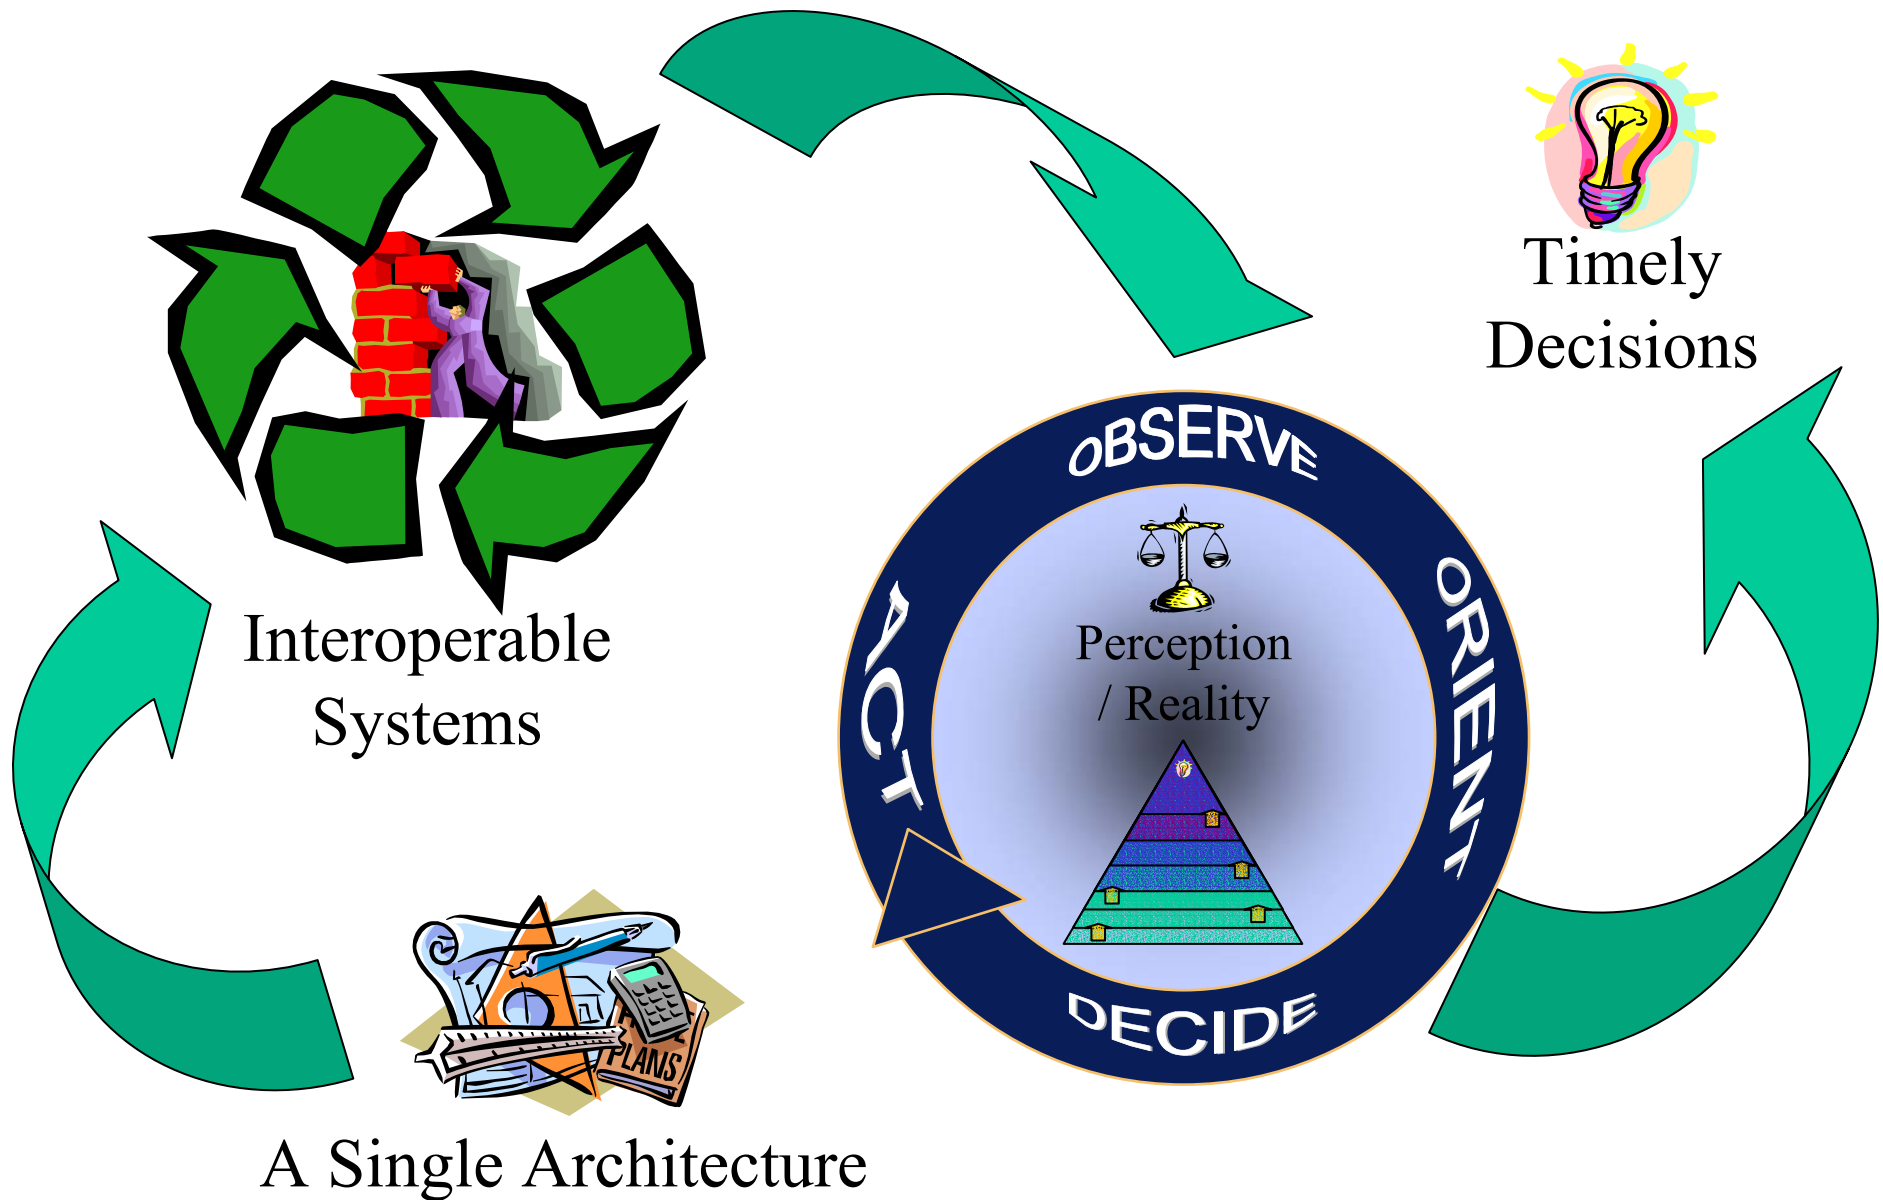 Timely
Decisions
OBSERVE
ORIENT
DECIDE
ACT
Perception
/ Reality
Interoperable
Systems
PLANS
A Single Architecture